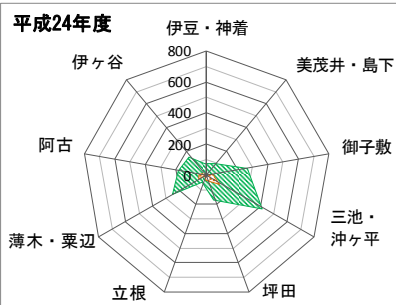 平成24年度
伊豆・神着
800
600
400
200
0
美茂井・島下
御子敷
三池・
沖ヶ平
坪田
立根
薄木・粟辺
阿古
伊ヶ谷